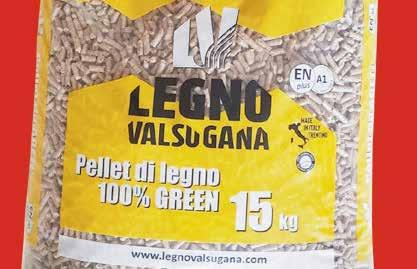 EN
plus
A1
LEGNO
VALSUGANA
MADE
IN ITALY
TRENTINO
Pellet di legno
100% GREEN
15 kg
www.legnovalsugana.com